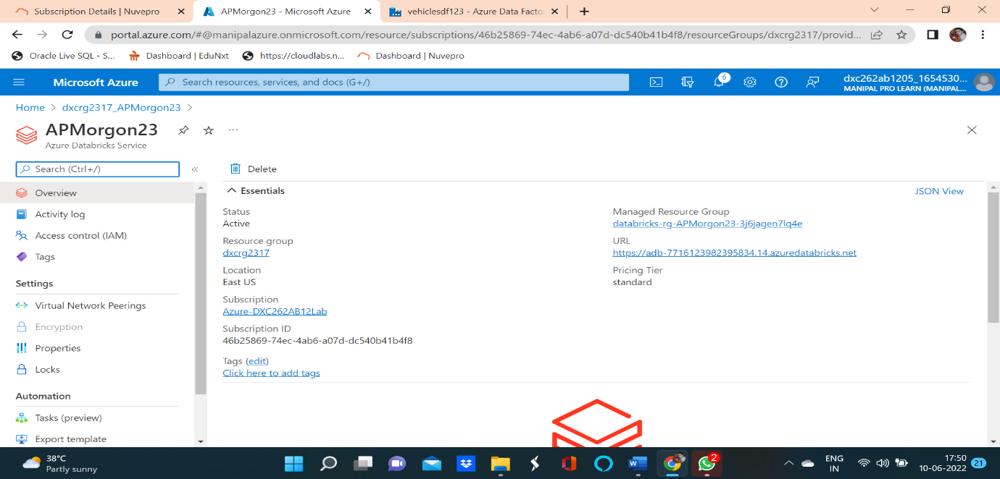 Subscription Details | Nuvepro
APMorgon23 - Microsoft Azure
vehiclesdf123 - Azure Data Facto
portal.azure.com/#@manipalazure.onmicrosoft.com/resource/subscriptions/46b25869-74ec-4ab6-a07d-dc540b41b4f8/resourceGroups/dxcrg2317/provid...
Oracle Live SQL - S...
Dashboard | EduNxt
https://cloudlabs.n...
Dashboard | Nuvepro
Microsoft Azure
Search resources, services, and docs (G+/)
6
dxc262ab1205_1654530...
MANIPAL PRO LEARN (MANIPAL...
Home > dxcrg2317_APMorgon23 >
APMorgon23
...
Azure Databricks Service
Search (Ctrl+/)
«
Overview
Activity log
Access control (IAM)
Tags
Settings
Virtual Network Peerings
Encryption
Properties
Locks
Automation
Tasks (preview)
Export template
Delete
Essentials
JSON View
Status
Active
Resource group
dxcrg2317
Location
East US
Subscription
Azure-DXC262AB12Lab
Subscription ID
46b25869-74ec-4ab6-a07d-dc540b41b4f8
Tags (edit)
Click here to add tags
Managed Resource Group
databricks-rg-APMorgon23-3j6jagen7lq4e
URL
https://adb-7716123982395834.14.azuredatabricks.net
Pricing Tier
standard
38°C
Partly sunny
W
2
ENG
IN
17:50
10-06-2022
21